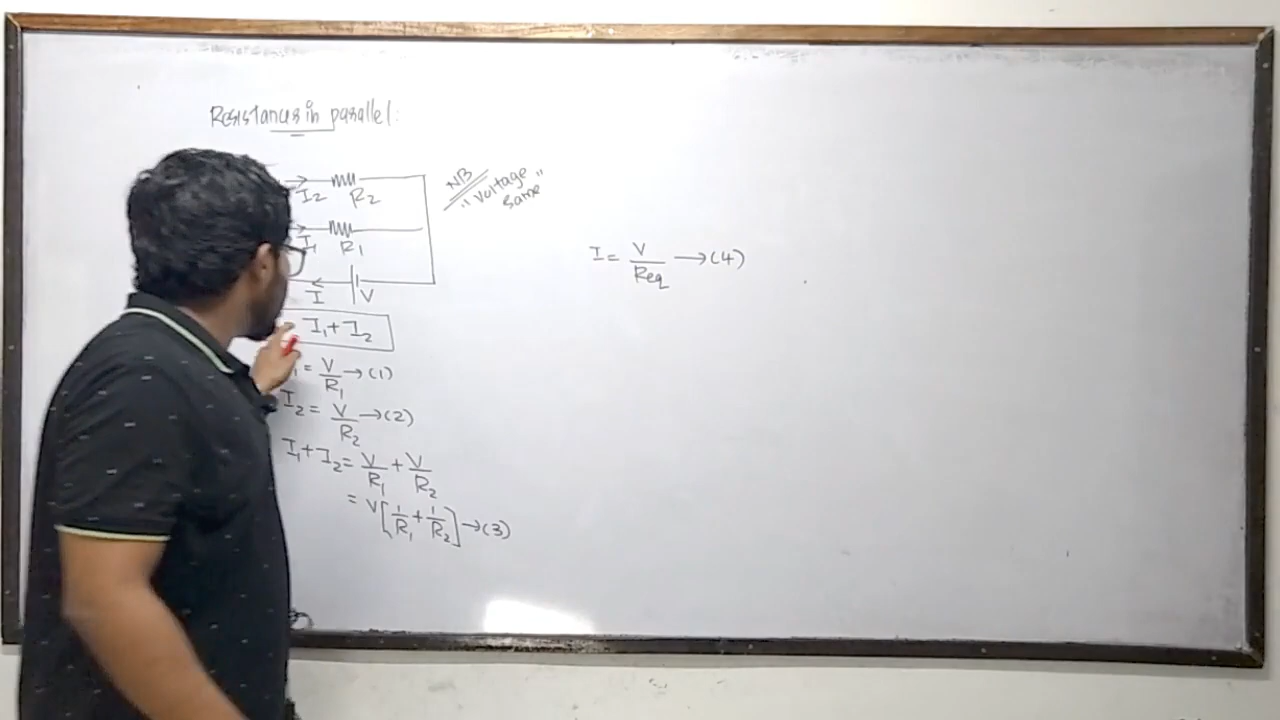 Resistances in parallel:
I2 R2
NB
"Voltage
same"
I1 R1
I V
I1 + I2
1 = V/R1 → (1)
I2 = V/R2 → (2)
I1 + I2 = V/R1 + V/R2
= V[1/R1 + 1/R2] → (3)
I = V/Req → (4)